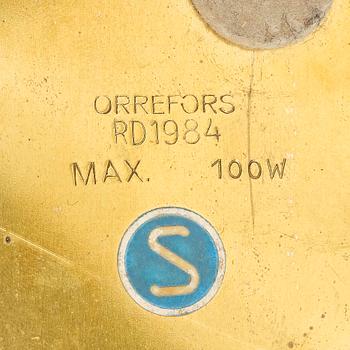 ORREFORS
RD1984
MAX. 100W
S